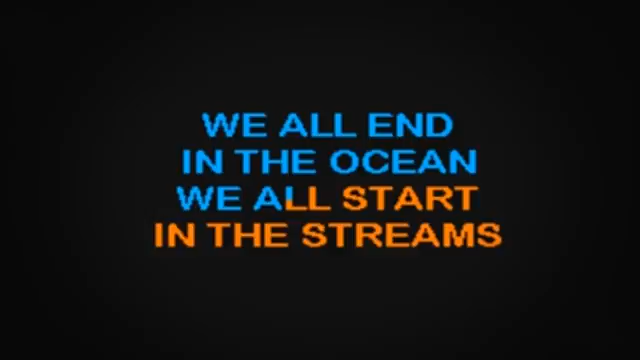 WE ALL END
IN THE OCEAN
WE ALL START
IN THE STREAMS